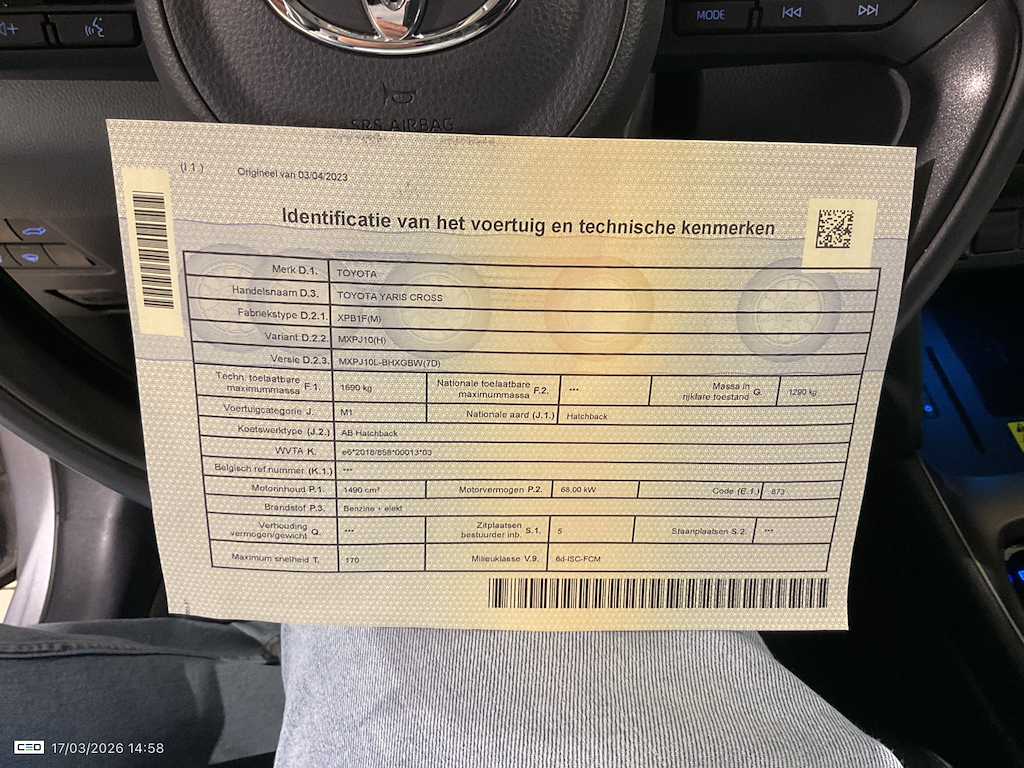 MODE
SRS AIRBAG
(I 1.) Origineel van 03/04/2023
Identificatie van het voertuig en technische kenmerken
Merk D.1. TOYOTA
Handelsnaam D.3. TOYOTA YARIS CROSS
Fabriekstype D.2.1. XPB1F(M)
Variant D.2.2. MXPJ10(H)
Versie D.2.3. MXPJ10L-BHXGBW(7D)
Techn. toelaatbare maximummassa F.1. 1690 kg Nationale toelaatbare maximummassa F.2. *** Massa in rijklare toestand G 1290 kg
Voertuigcategorie J. M1 Nationale aard (J.1.) Hatchback
Koetswerktype (J.2.) AB Hatchback
WVTA K. e6*2018/858*00013*03
Belgisch ref.nummer (K.1.) ***
Motorinhoud P.1. 1490 cm³ Motorvermogen P.2. 68,00 kW Code (E.1.) 873
Brandstof P.3. Benzine + elekt
Verhouding vermogen/gewicht Q. *** Zitplaatsen bestuurder inb. S.1. 5 Staanplaatsen S.2. ***
Maximum snelheid T. 170 Milieuklasse V.9. 6d-ISC-FCM
CEO 17/03/2026 14:58